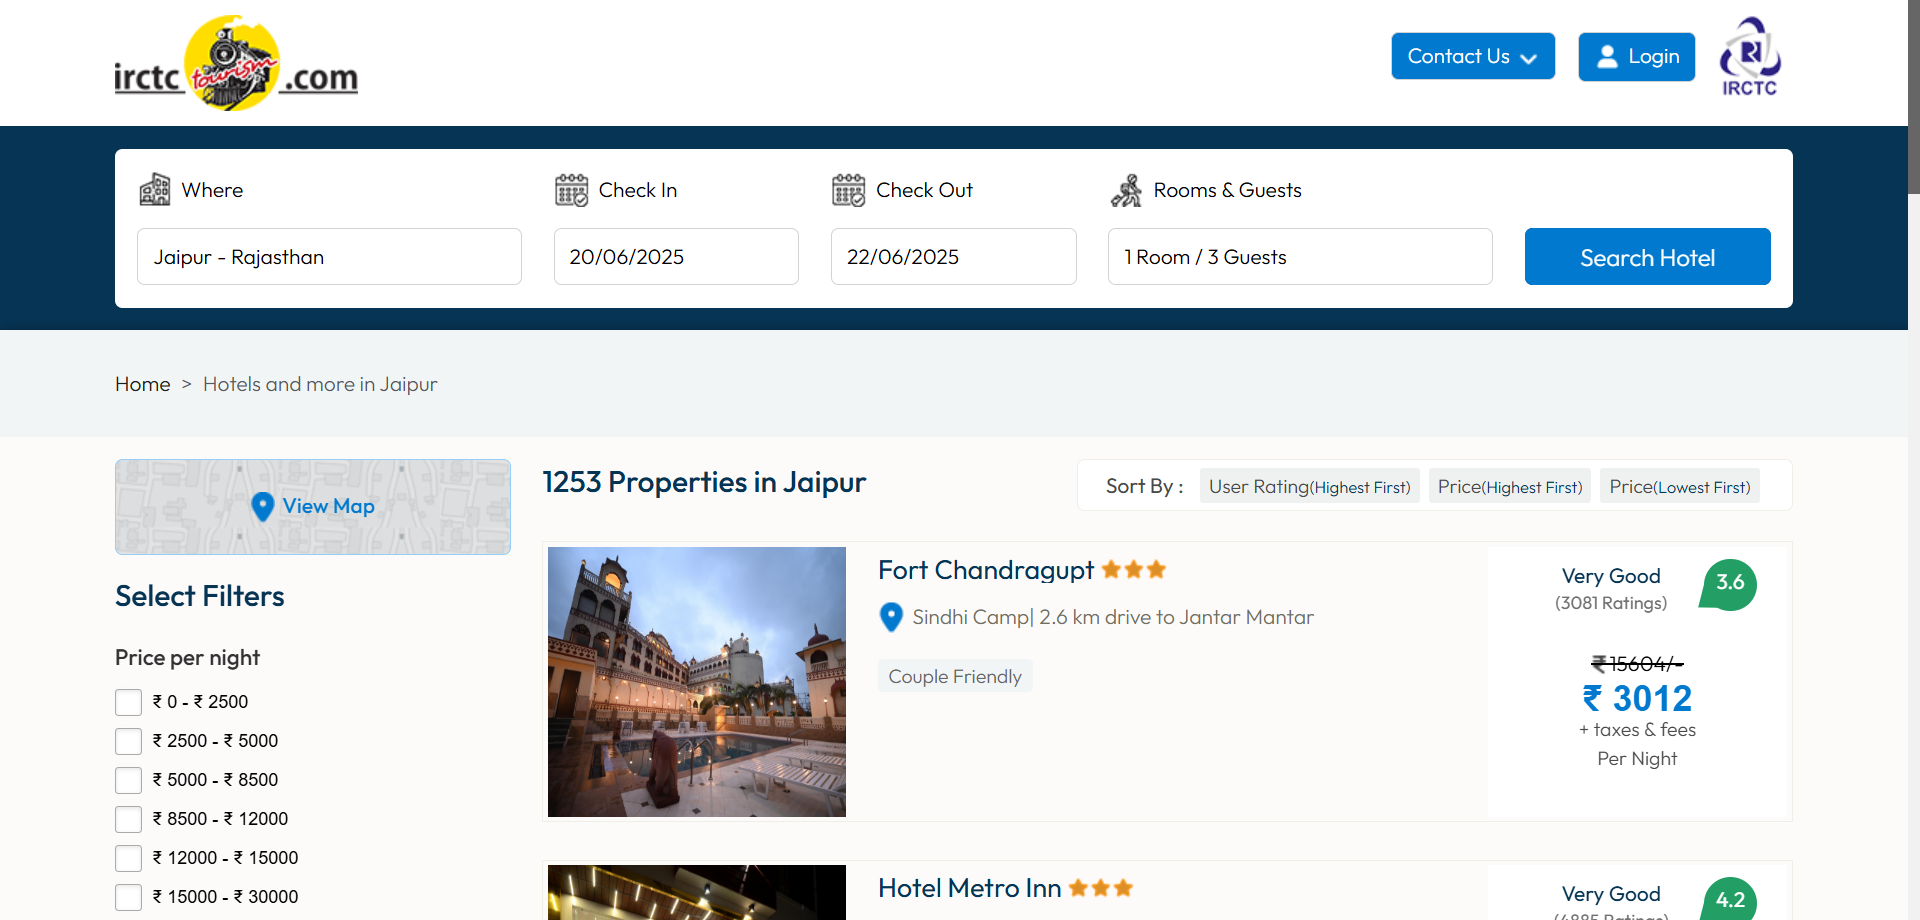 irctc tourism .com
Contact Us
Login
IRCTC
Where
Check In
Check Out
Rooms & Guests
Jaipur - Rajasthan
20/06/2025
22/06/2025
1 Room / 3 Guests
Search Hotel
Home > Hotels and more in Jaipur
View Map
1253 Properties in Jaipur
Sort By :
User Rating(Highest First)
Price(Highest First)
Price(Lowest First)
Select Filters
Price per night
₹ 0 - ₹ 2500
₹ 2500 - ₹ 5000
₹ 5000 - ₹ 8500
₹ 8500 - ₹ 12000
₹ 12000 - ₹ 15000
₹ 15000 - ₹ 30000
Fort Chandragupt
Sindhi Camp| 2.6 km drive to Jantar Mantar
Couple Friendly
Very Good
(3081 Ratings)
3.6
₹ 15604/-
₹ 3012
+ taxes & fees
Per Night
Hotel Metro Inn
Very Good
4.2
(4885 Ratings)